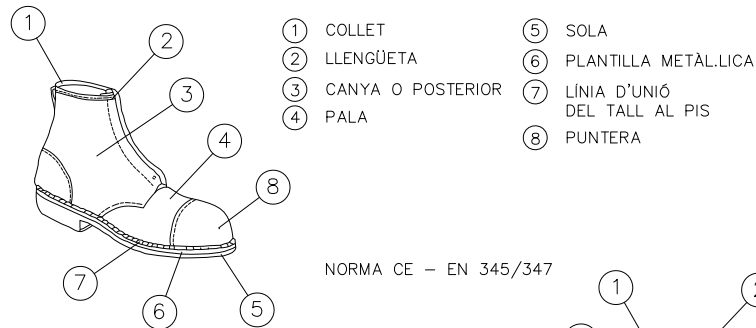 1 COLLET
2 LLENGÜETA
3 CANYA O POSTERIOR
4 PALA
5 SOLA
6 PLANTILLA METÀL.LICA
7 LÍNIA D'UNIÓ
DEL TALL AL PIS
8 PUNTERA
1
2
3
4
8
7
6
5
NORMA CE – EN 345/347
1